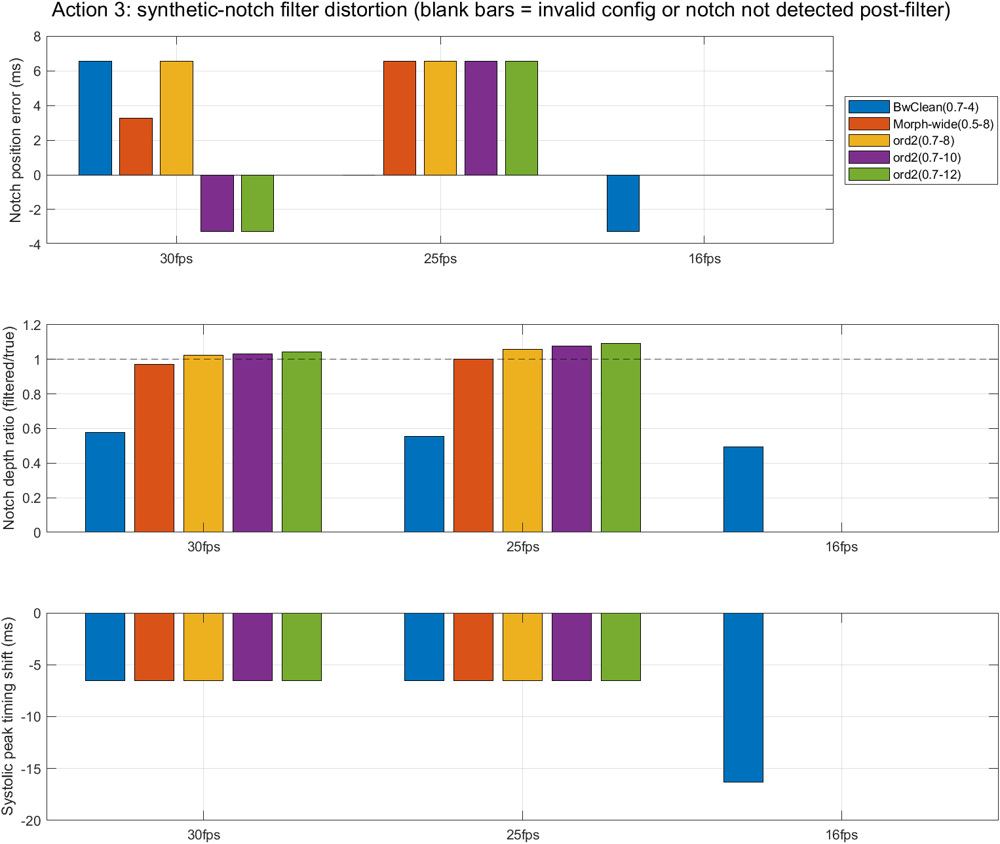 Action 3: synthetic-notch filter distortion (blank bars = invalid config or notch not detected post-filter)
Notch position error (ms)
8
6
4
2
0
-2
-4
30fps
25fps
16fps
BwClean(0.7-4)
Morph-wide(0.5-8)
ord2(0.7-8)
ord2(0.7-10)
ord2(0.7-12)
Notch depth ratio (filtered/true)
1.2
1
0.8
0.6
0.4
0.2
0
30fps
25fps
16fps
Systolic peak timing shift (ms)
0
-5
-10
-15
-20
30fps
25fps
16fps